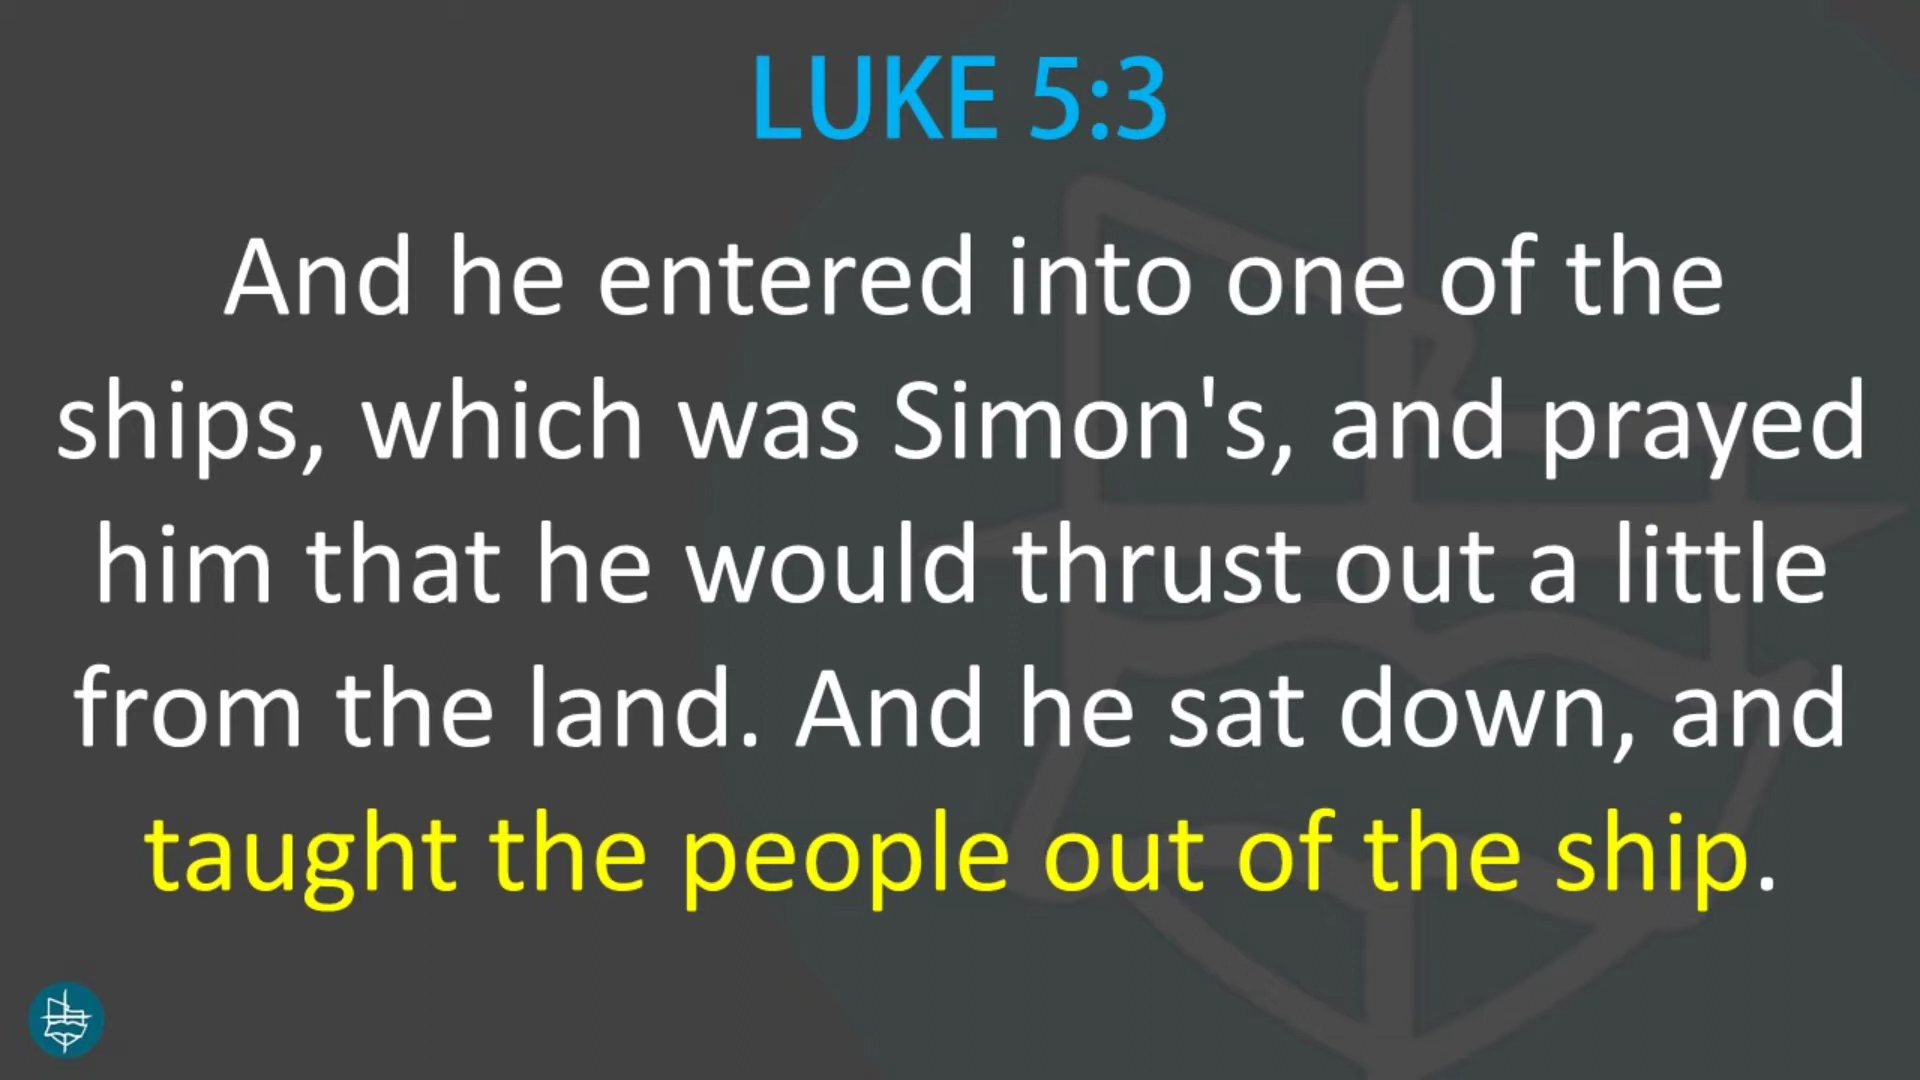 LUKE 5:3
And he entered into one of the
ships, which was Simon's, and prayed
him that he would thrust out a little
from the land. And he sat down, and
taught the people out of the ship.